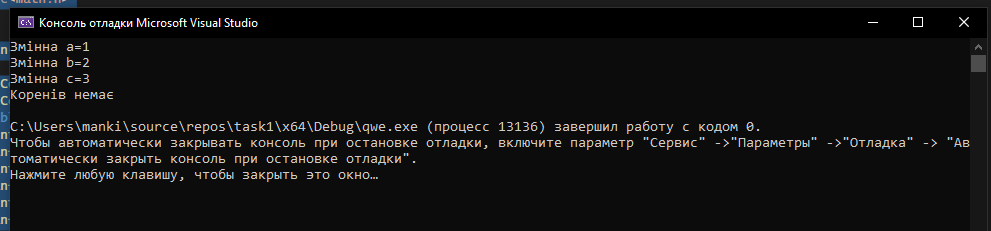 <math.h>
Консоль отладки Microsoft Visual Studio
Змінна a=1
Змінна b=2
Змінна c=3
Коренів немає
C:\Users\manki\source\repos\task1\x64\Debug\qwe.exe (процесс 13136) завершил работу с кодом 0.
Чтобы автоматически закрывать консоль при остановке отладки, включите параметр "Сервис" ->"Параметры" ->"Отладка" -> "Ав
томатически закрыть консоль при остановке отладки".
Нажмите любую клавишу, чтобы закрыть это окно…